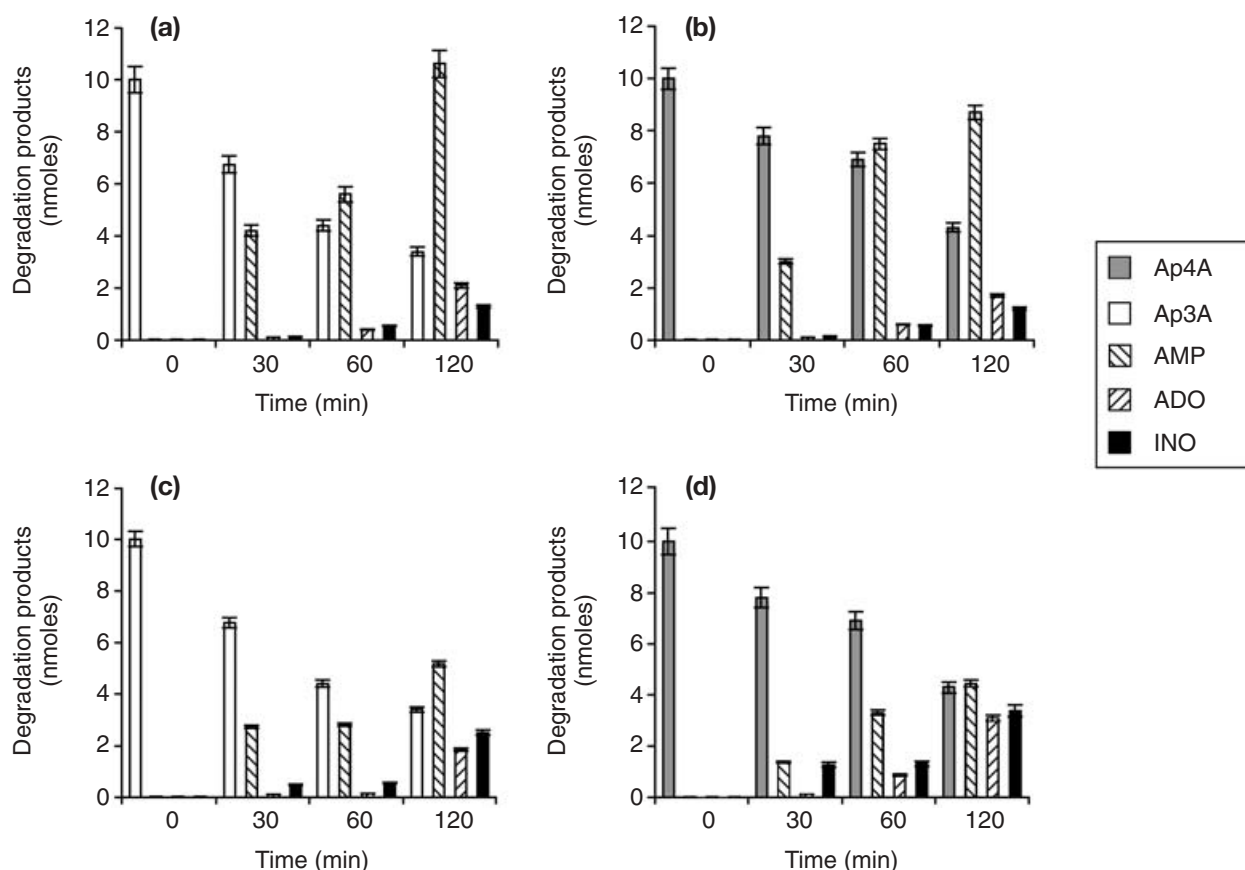 (a)
Degradation products
(nmoles)
12
10
8
6
4
2
0
0 30 60 120
Time (min)
(b)
Degradation products
(nmoles)
12
10
8
6
4
2
0
0 30 60 120
Time (min)
Ap4A
Ap3A
AMP
ADO
INO
(c)
Degradation products
(nmoles)
12
10
8
6
4
2
0
0 30 60 120
Time (min)
(d)
Degradation products
(nmoles)
12
10
8
6
4
2
0
0 30 60 120
Time (min)